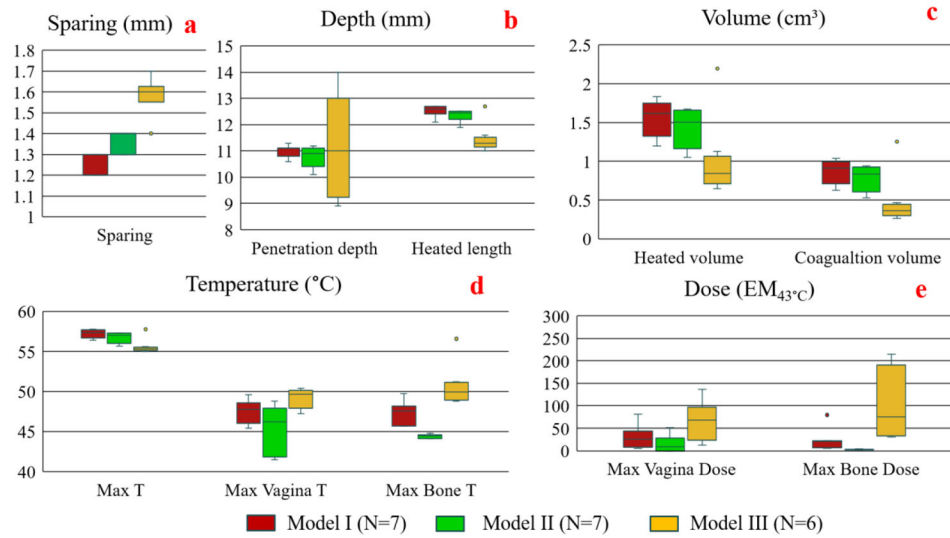 Sparing (mm)
a
1.8
1.7
1.6
1.5
1.4
1.3
1.2
1.1
1
Sparing
Depth (mm)
b
15
14
13
12
11
10
9
8
Penetration depth
Heated length
Volume (cm³)
c
2.5
2
1.5
1
0.5
0
Heated volume
Coagualtion volume
Temperature (°C)
d
60
55
50
45
40
Max T
Max Vagina T
Max Bone T
Dose (EM43°C)
e
300
250
200
150
100
50
0
Max Vagina Dose
Max Bone Dose
Model I (N=7)
Model II (N=7)
Model III (N=6)